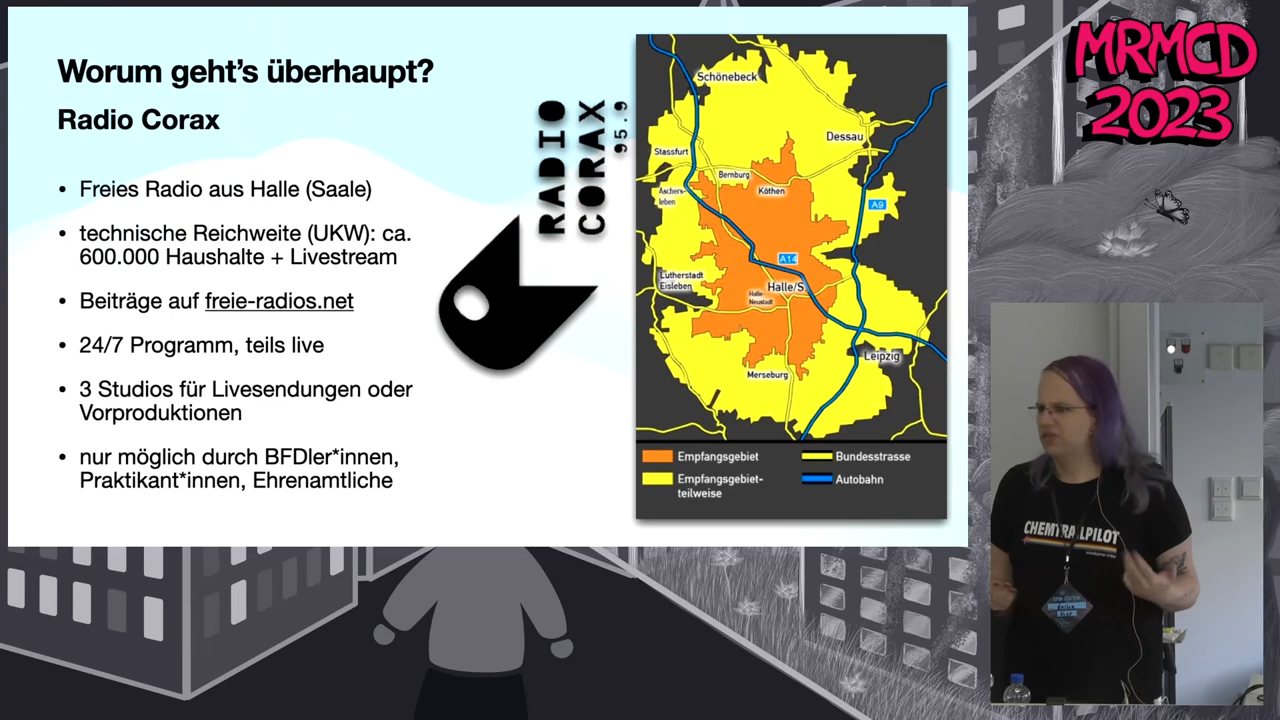 Worum geht's überhaupt?
Radio Corax
• Freies Radio aus Halle (Saale)
• technische Reichweite (UKW): ca.
600.000 Haushalte + Livestream
• Beiträge auf freie-radios.net
• 24/7 Programm, teils live
• 3 Studios für Livesendungen oder
Vorproduktionen
• nur möglich durch BFDler*innen,
Praktikant*innen, Ehrenamtliche
RADIO
CORAX
95.9
Schönebeck
Dessau
Stassfurt
Bernburg
Köthen
Aschers-
leben
A9
A14
Lutherstadt
Eisleben
Halle/S.
Halle-
Neustadt
Leipzig
Merseburg
Empfangsgebiet
Empfangsgebiet-
teilweise
Bundesstrasse
Autobahn
MRMCD
2023
CHEMTRAILPILOT